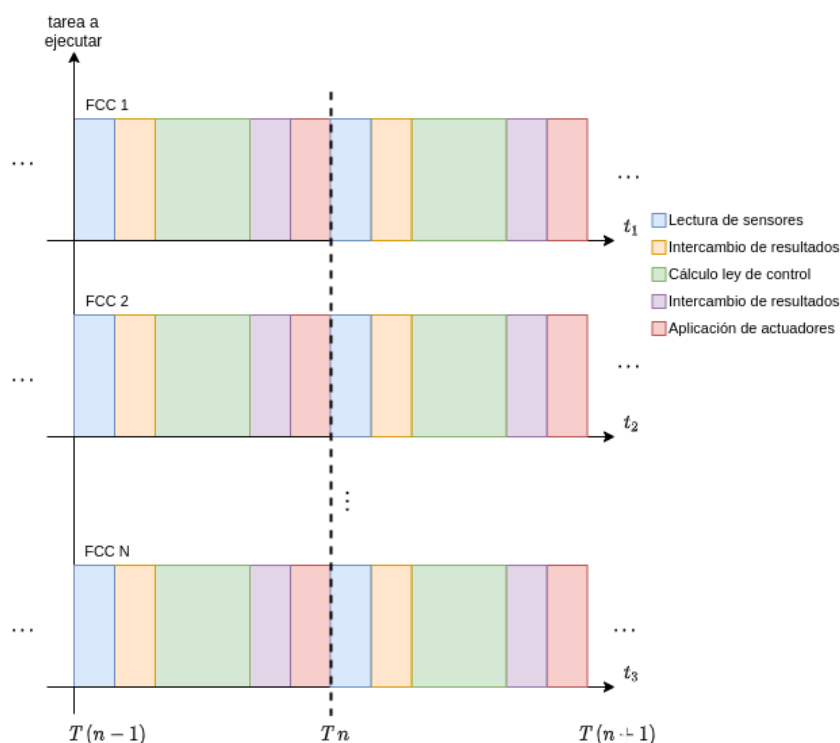 tarea a
ejecutar
FCC 1
...
...
t₁
Lectura de sensores
Intercambio de resultados
Cálculo ley de control
Intercambio de resultados
Aplicación de actuadores
FCC 2
...
...
t₂
⋮
FCC N
...
...
t₃
T(n − 1)
T n
T(n + 1)